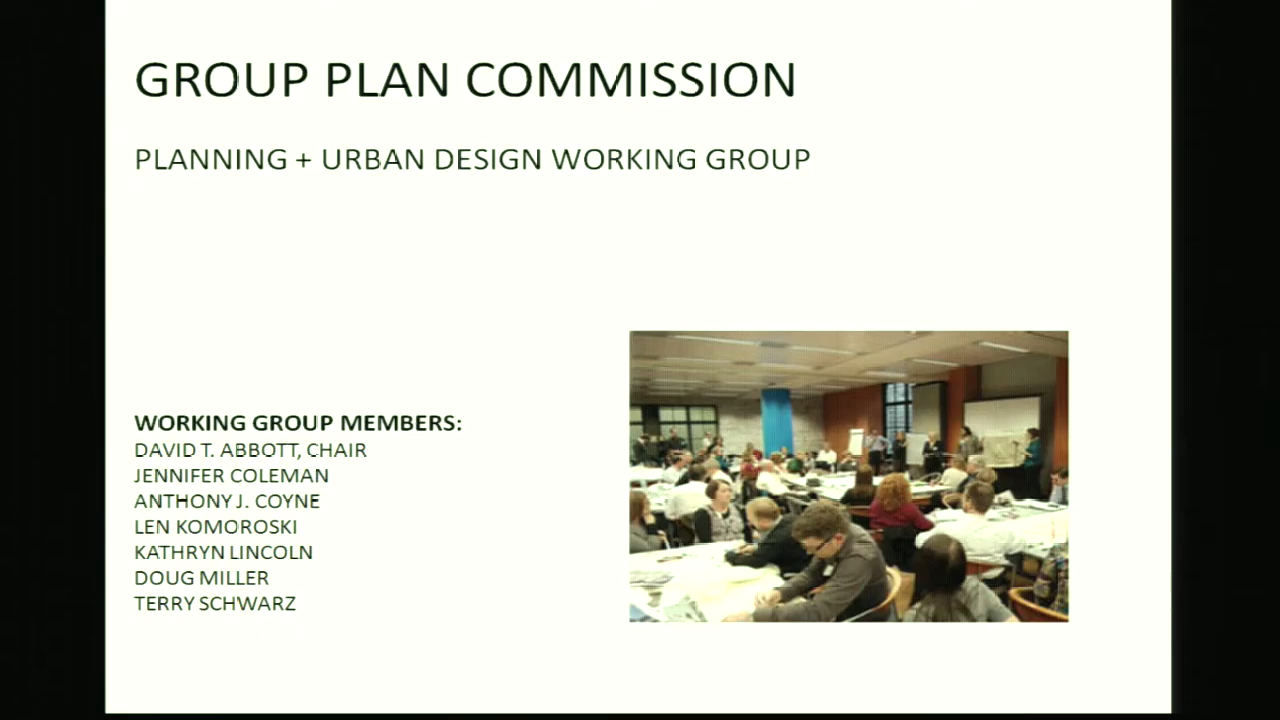 GROUP PLAN COMMISSION
PLANNING + URBAN DESIGN WORKING GROUP
WORKING GROUP MEMBERS:
DAVID T. ABBOTT, CHAIR
JENNIFER COLEMAN
ANTHONY J. COYNE
LEN KOMOROSKI
KATHRYN LINCOLN
DOUG MILLER
TERRY SCHWARZ